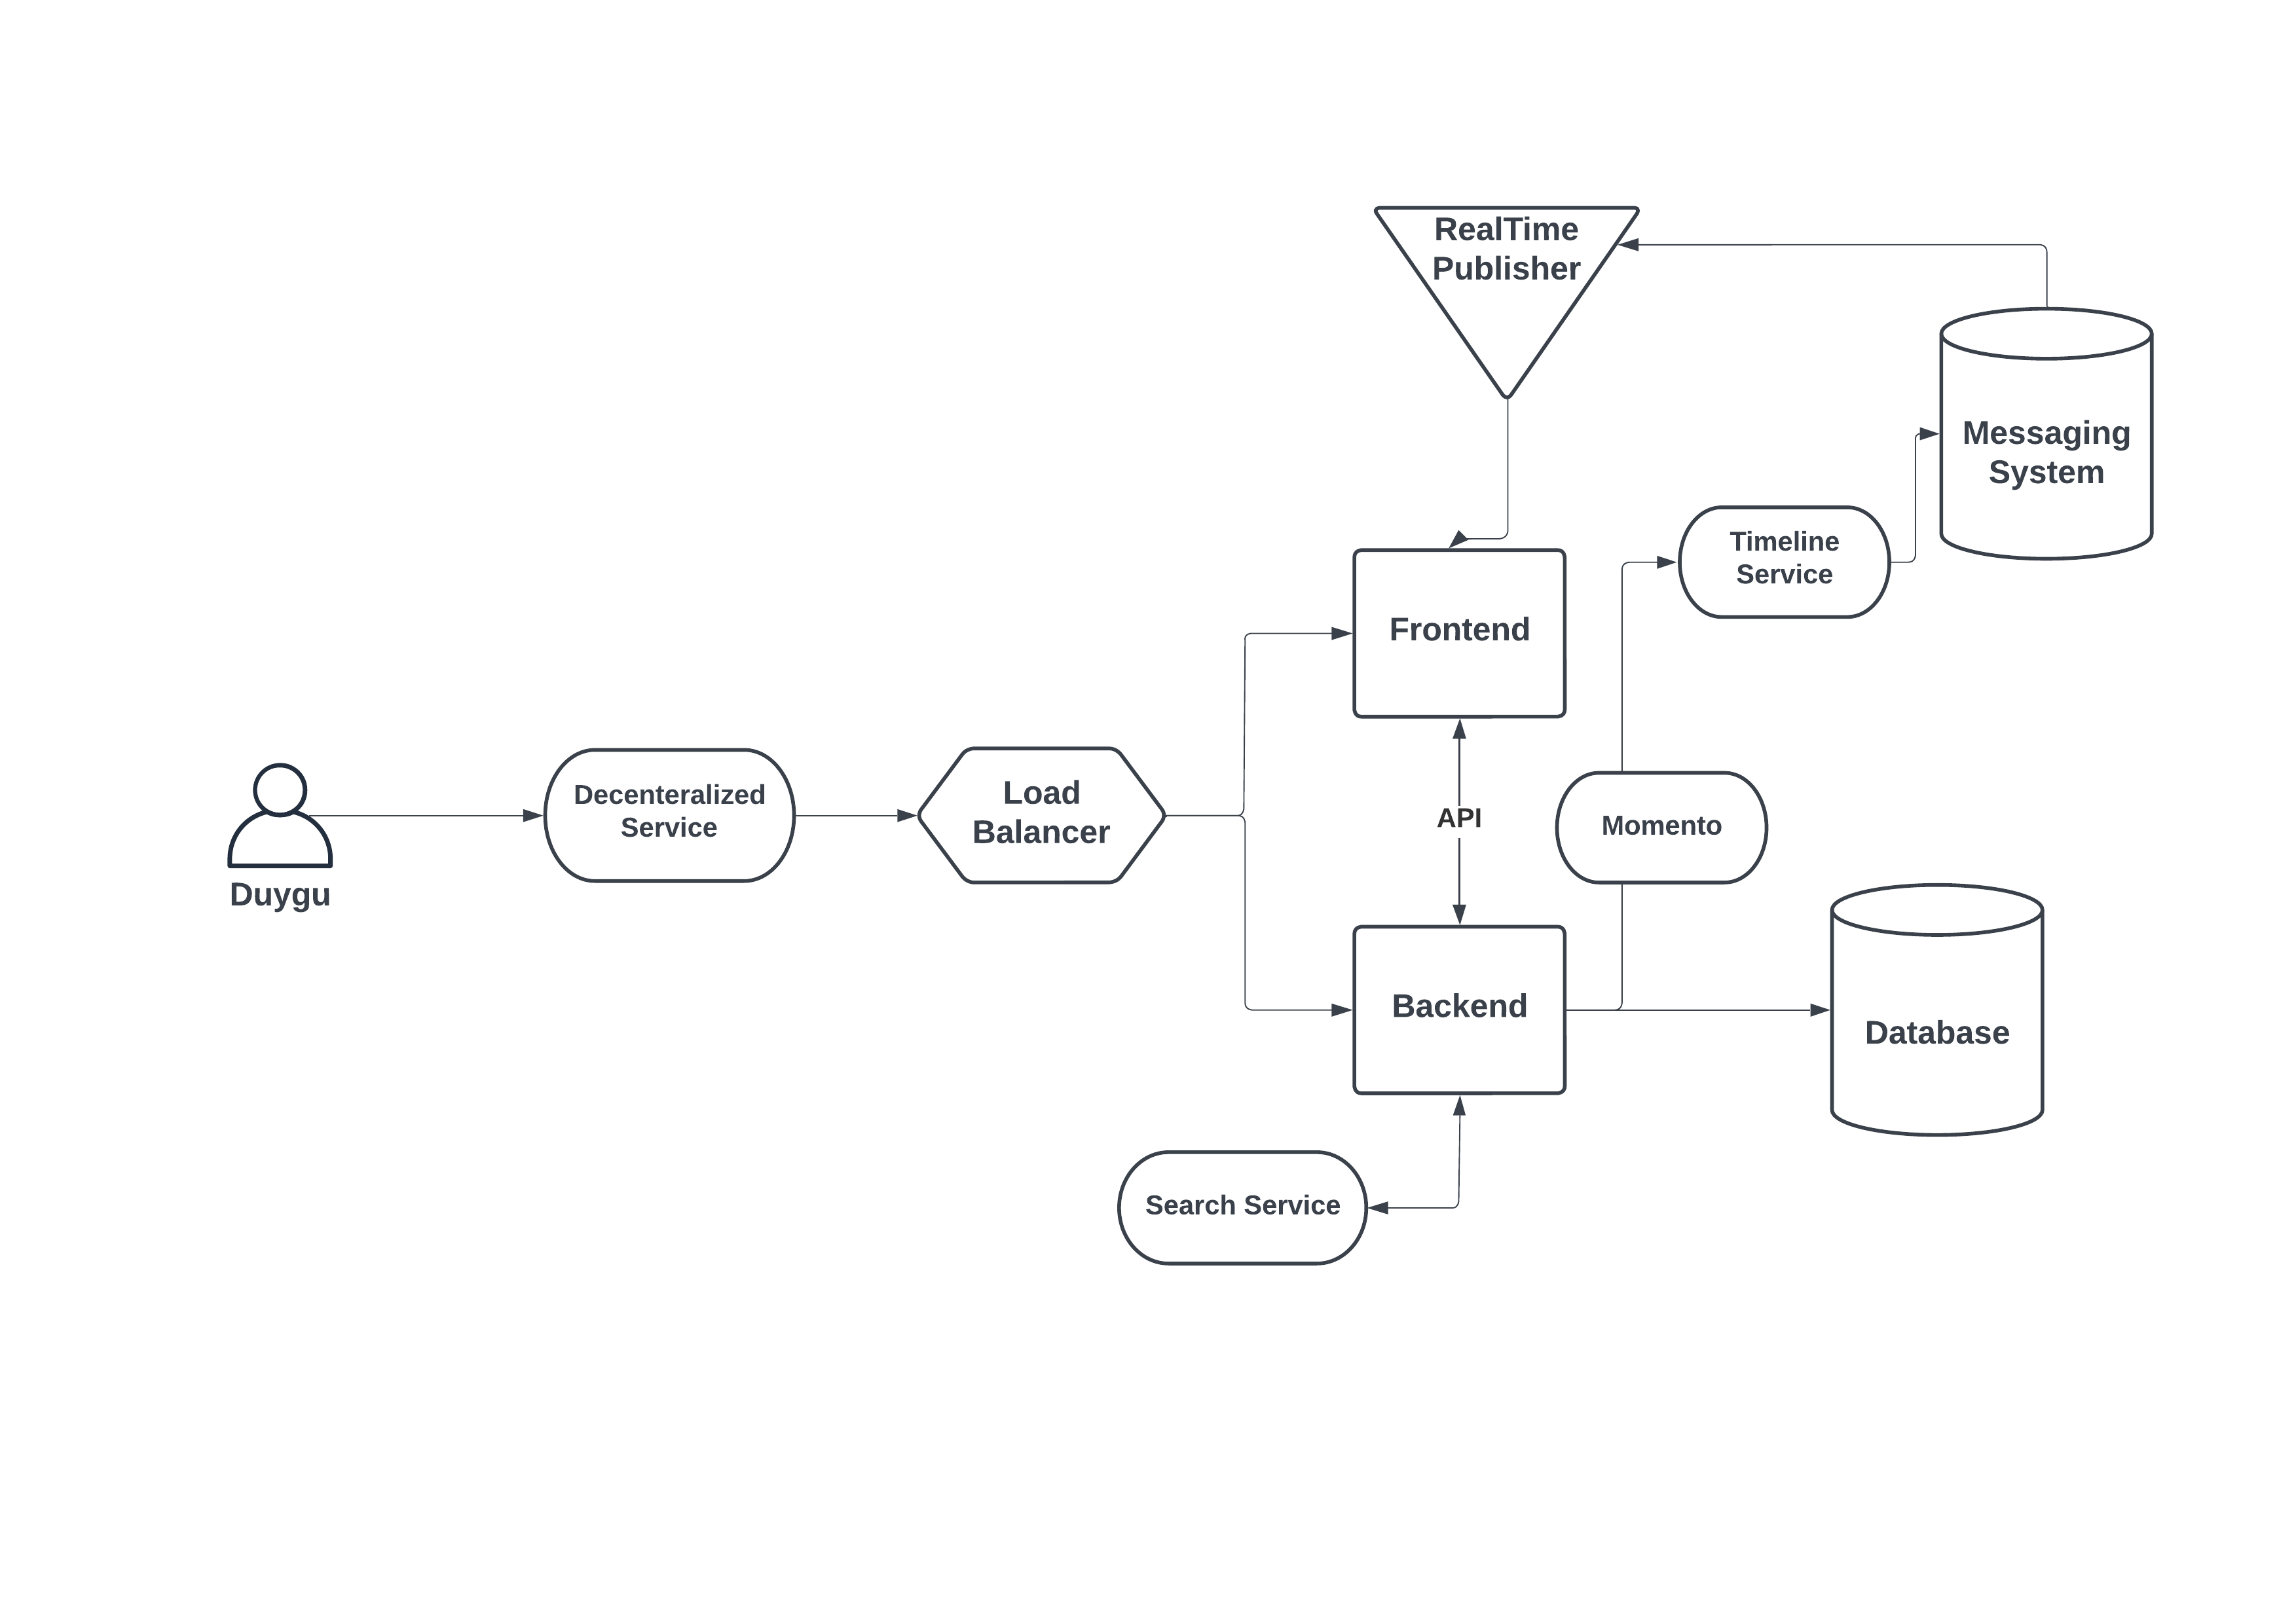 RealTime
Publisher
Messaging
System
Timeline
Service
Frontend
Decenteralized
Service
Load
Balancer
API
Momento
Duygu
Backend
Database
Search Service